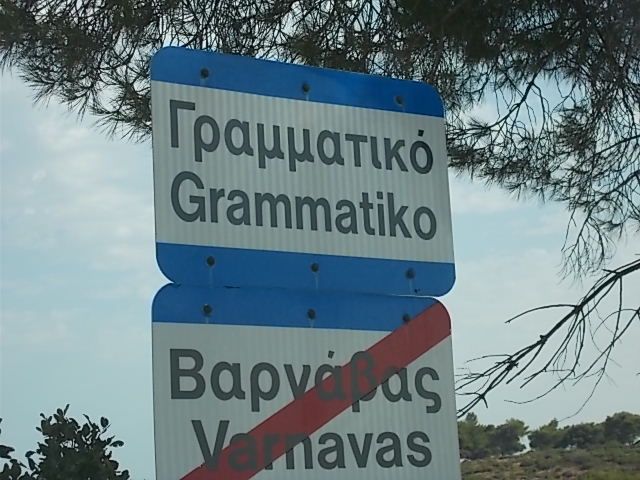 Γραμματικό
Grammatiko
Βαρνάβας
Varnavas